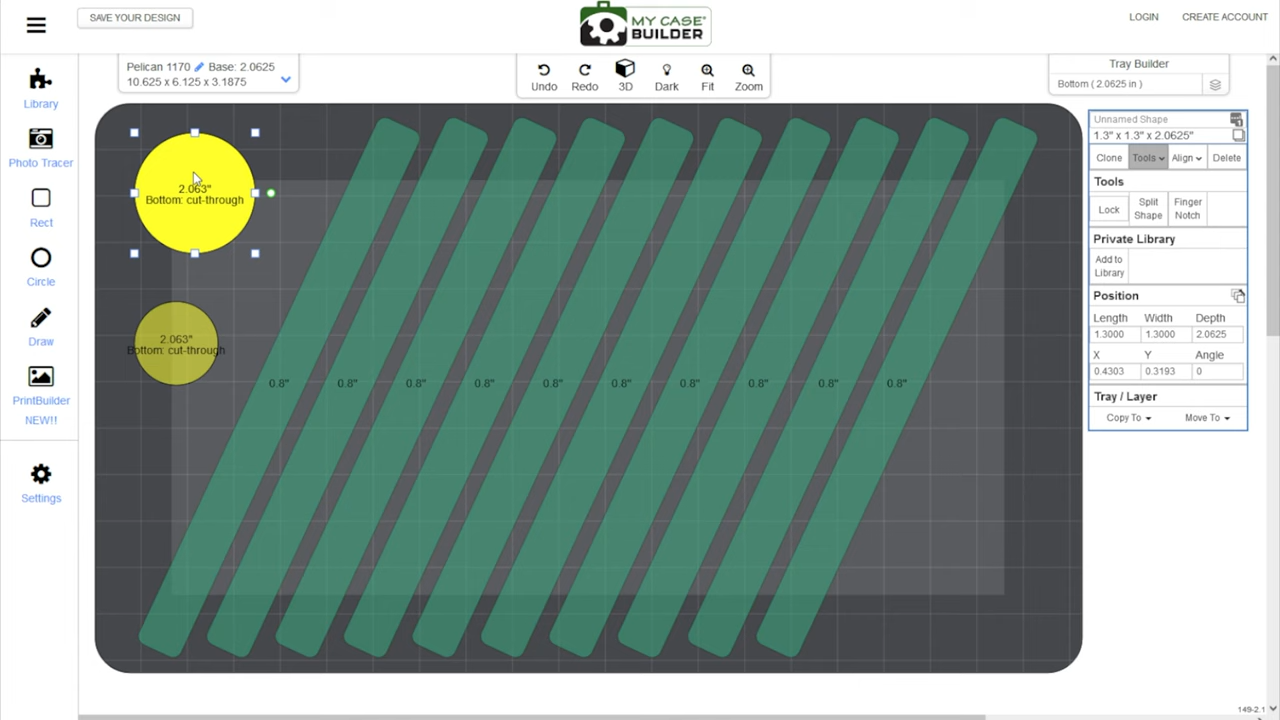 SAVE YOUR DESIGN
MY CASE
BUILDER
LOGIN
CREATE ACCOUNT
Pelican 1170 Base: 2.0625
10.625 x 6.125 x 3.1875
Undo
Redo
3D
Dark
Fit
Zoom
Tray Builder
Bottom ( 2.0625 in )
Library
Photo Tracer
Rect
Circle
Draw
PrintBuilder
NEW!!
Settings
2.063"
Bottom: cut-through
2.063"
Bottom: cut-through
0.8"
0.8"
0.8"
0.8"
0.8"
0.8"
0.8"
0.8"
0.8"
0.8"
Unnamed Shape
1.3" x 1.3" x 2.0625"
Clone
Tools
Align
Delete
Tools
Lock
Split
Shape
Finger
Notch
Private Library
Add to
Library
Position
Length
Width
Depth
1.3000
1.3000
2.0625
X
Y
Angle
0.4303
0.3193
0
Tray / Layer
Copy To
Move To
149-2.1